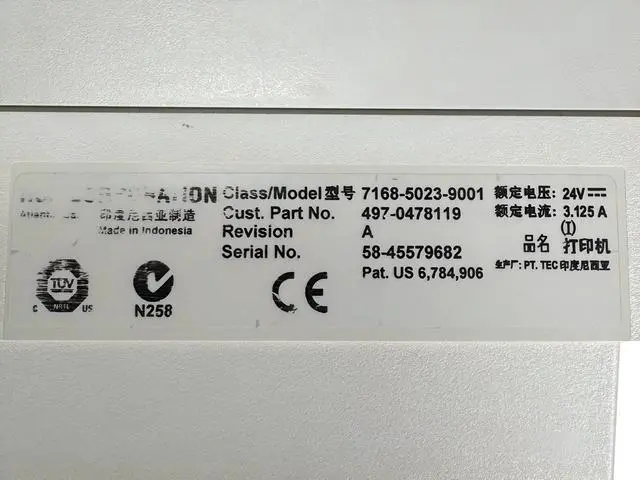 Class/Model 型号 7168-5023-9001
Cust. Part No. 497-0478119
Revision A
Serial No. 58-45579682
Pat. US 6,784,906
印度尼西亚制造
Made in Indonesia
额定电压: 24V
额定电流: 3.125 A
(I)
品名 打印机
生产厂: PT. TEC 印度尼西亚
TÜV
NRTL
C US
N258
CE